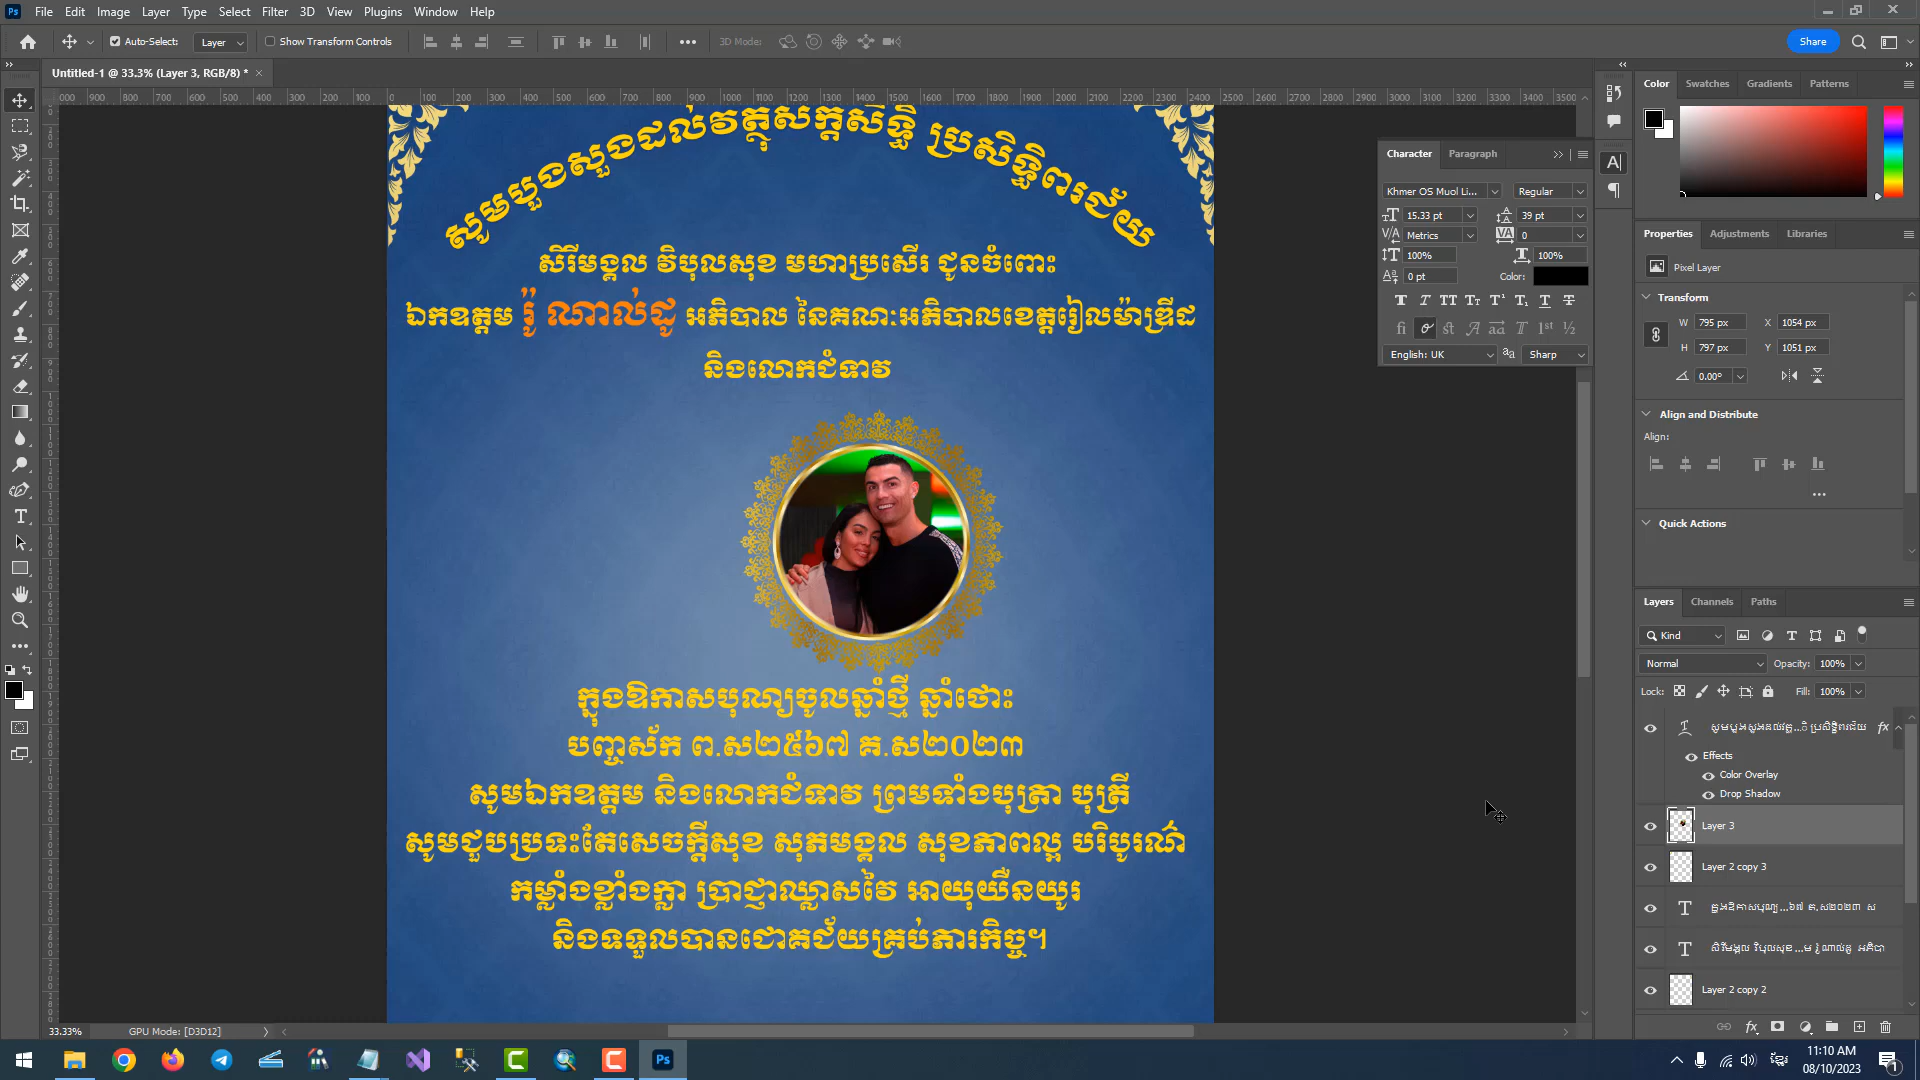 File Edit Image Layer Type Select Filter 3D View Plugins Window Help
Auto-Select: Layer Show Transform Controls 3D Mode: Share
Untitled-1 @ 33.3% (Layer 3, RGB/8) *
សូមបួងសួងដល់វត្ថុសក្តិសិទ្ធិ ប្រសិទ្ធិពរជ័យ
សិរីមង្គល វិបុលសុខ មហាប្រសើរ ជូនចំពោះ
ឯកឧត្តម រ៉ូ ណាល់ដូ អភិបាល នៃគណៈអភិបាលខេត្តរៀលម៉ាឌ្រីដ
និងលោកជំទាវ
ក្នុងឱកាសបុណ្យចូលឆ្នាំថ្មី ឆ្នាំថោះ
បញ្ចស័ក ព.ស២៥៦៧ គ.ស២០២៣
សូមឯកឧត្តម និងលោកជំទាវ ព្រមទាំងបុត្រា បុត្រី
សូមជួបប្រទះតែសេចក្តីសុខ សុភមង្គល សុខភាពល្អ បរិបូរណ៌
កម្លាំងខ្លាំងក្លា ប្រាជ្ញាឈ្លាសវៃ អាយុយឺនយូរ
និងទទួលបានជោគជ័យគ្រប់ភារកិច្ច។
Character Paragraph
Khmer OS Muol Li... Regular
15.33 pt 39 pt
Metrics 0
100% 100%
0 pt Color:
English: UK Sharp
Color Swatches Gradients Patterns
Properties Adjustments Libraries
Pixel Layer
Transform
W 795 px X 1054 px
H 797 px Y 1051 px
0.00°
Align and Distribute
Align:
Quick Actions
Layers Channels Paths
Kind
Normal Opacity: 100%
Lock: Fill: 100%
Effects
Color Overlay
Drop Shadow
Layer 3
Layer 2 copy 3
Layer 2 copy 2
33.33% GPU Mode: [D3D12]
11:10 AM
08/10/2023